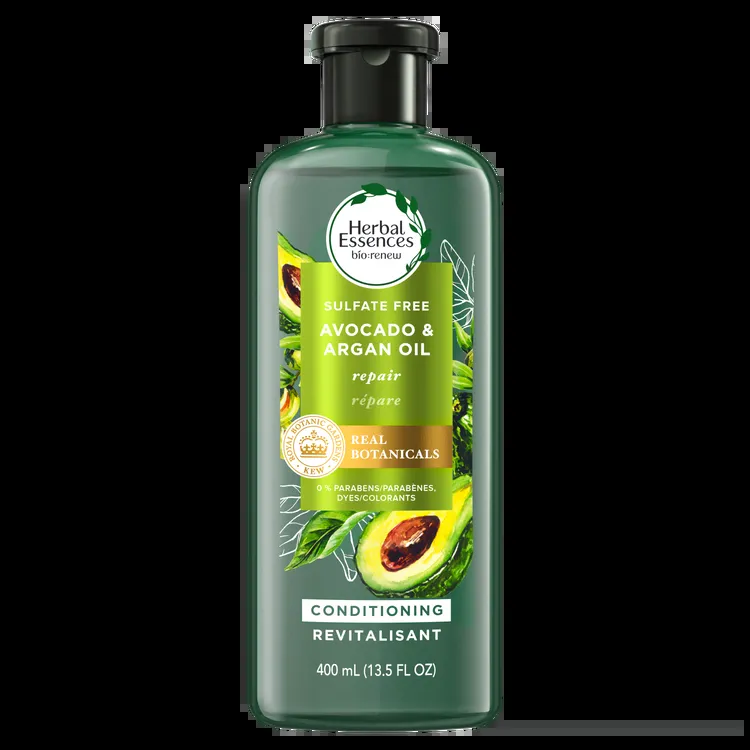 Herbal
Essences
bio:renew
SULFATE FREE
AVOCADO &
ARGAN OIL
repair
répare
ROYAL BOTANIC GARDENS
KEW
REAL
BOTANICALS
0 % PARABENS/PARABÈNES,
DYES/COLORANTS
CONDITIONING
REVITALISANT
400 mL (13.5 FL OZ)